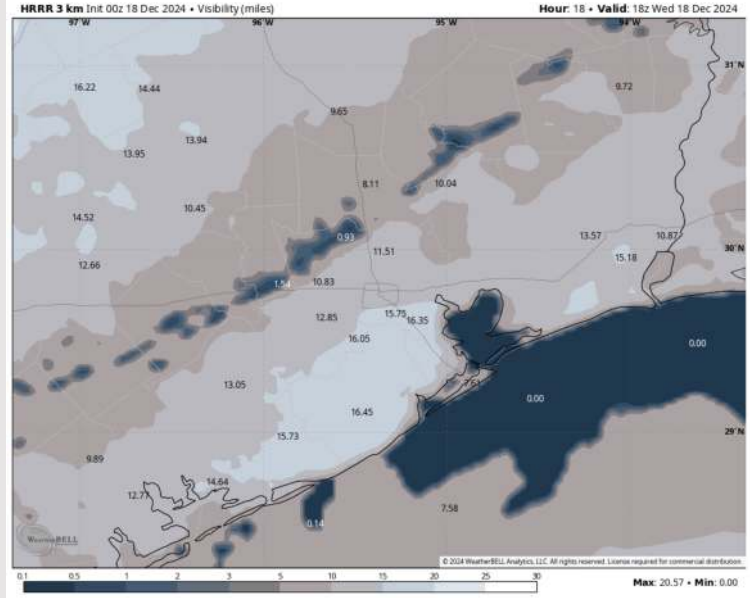 HRRR 3 km Init 00z 18 Dec 2024 • Visibility (miles)
Hour: 18 • Valid: 18z Wed 18 Dec 2024
97°W 96°W 95°W 94°W
31°N
16.22 14.44 9.72
9.65
13.94
13.95
8.11 10.04
10.45
14.52
0.93 13.57 10.87
30°N
11.51 15.18
12.66
1.54 10.83
12.85 15.75 16.35
16.05 0.00
13.05
0.00
16.45
15.73 29°N
9.89
14.64
12.77
7.58
0.14
WeatherBELL
© 2024 WeatherBELL Analytics, LLC. All rights reserved. License required for commercial distribution.
0.1 0.5 1 2 3 5 10 15 20 25 30
Max: 20.57 • Min: 0.00